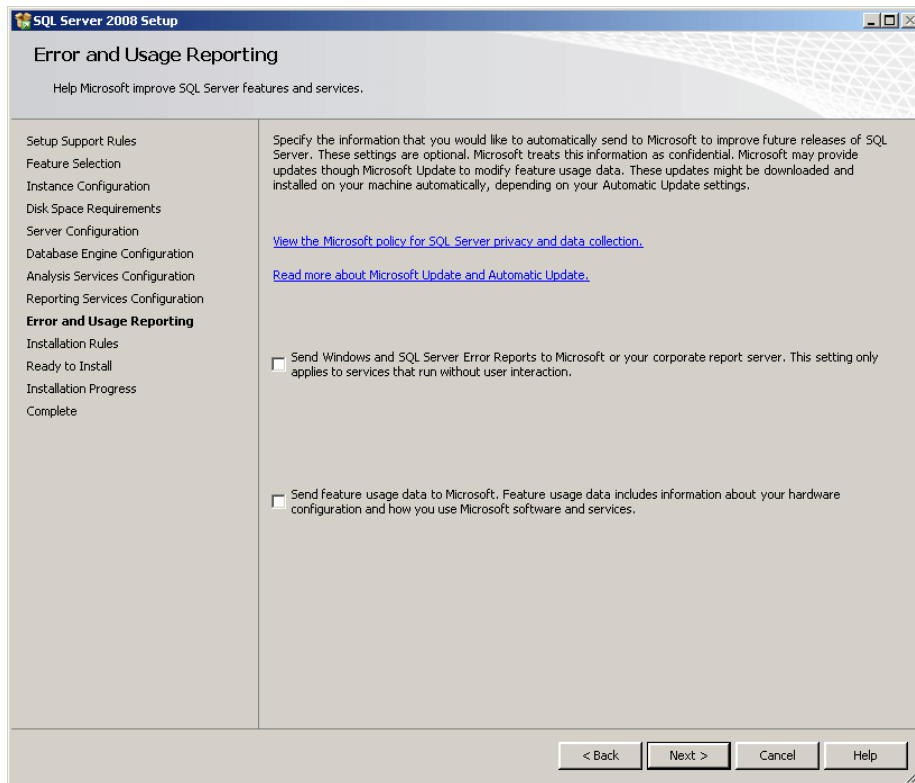 SQL Server 2008 Setup
Error and Usage Reporting
Help Microsoft improve SQL Server features and services.
Setup Support Rules
Feature Selection
Instance Configuration
Disk Space Requirements
Server Configuration
Database Engine Configuration
Analysis Services Configuration
Reporting Services Configuration
Error and Usage Reporting
Installation Rules
Ready to Install
Installation Progress
Complete
Specify the information that you would like to automatically send to Microsoft to improve future releases of SQL
Server. These settings are optional. Microsoft treats this information as confidential. Microsoft may provide
updates though Microsoft Update to modify feature usage data. These updates might be downloaded and
installed on your machine automatically, depending on your Automatic Update settings.
View the Microsoft policy for SQL Server privacy and data collection.
Read more about Microsoft Update and Automatic Update.
Send Windows and SQL Server Error Reports to Microsoft or your corporate report server. This setting only
applies to services that run without user interaction.
Send feature usage data to Microsoft. Feature usage data includes information about your hardware
configuration and how you use Microsoft software and services.
< Back
Next >
Cancel
Help